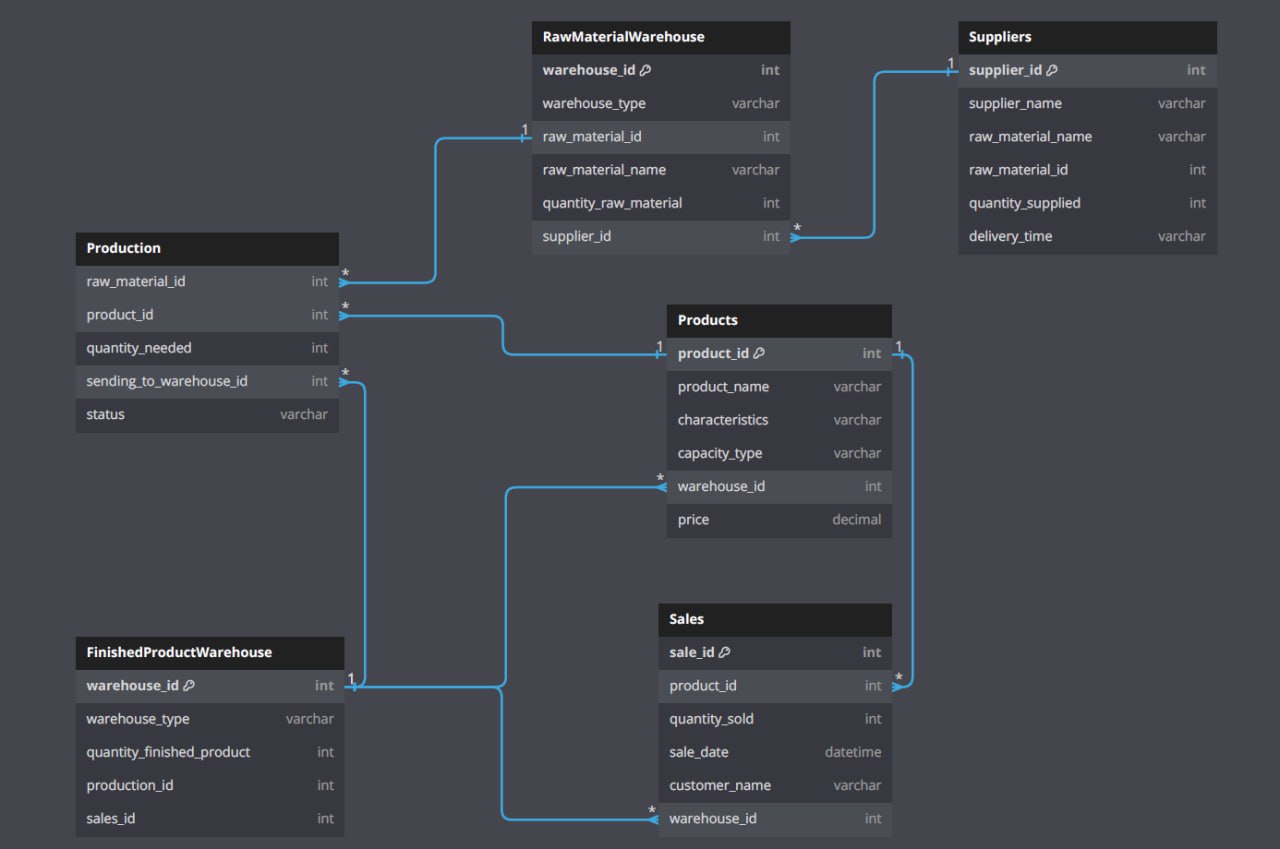 RawMaterialWarehouse
warehouse_id int
warehouse_type varchar
1 raw_material_id int
raw_material_name varchar
quantity_raw_material int
supplier_id int *
Suppliers
1 supplier_id int
supplier_name varchar
raw_material_name varchar
raw_material_id int
quantity_supplied int
delivery_time varchar
Production
raw_material_id int *
product_id int *
quantity_needed int
sending_to_warehouse_id int *
status varchar
Products
1 product_id int 1
product_name varchar
characteristics varchar
capacity_type varchar
* warehouse_id int
price decimal
FinishedProductWarehouse
warehouse_id int 1
warehouse_type varchar
quantity_finished_product int
production_id int
sales_id int
Sales
sale_id int
product_id int *
quantity_sold int
sale_date datetime
customer_name varchar
* warehouse_id int